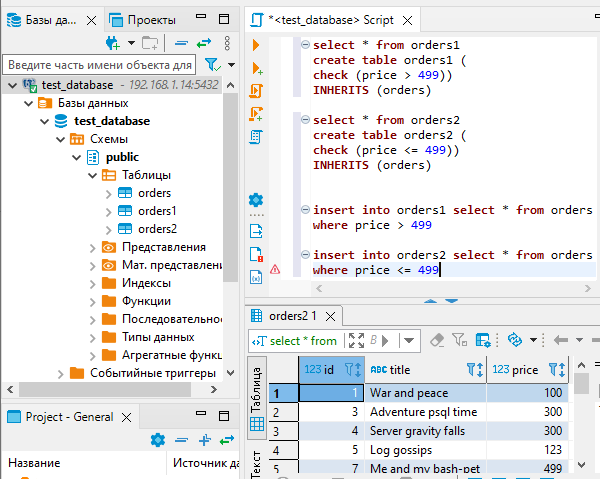 Базы да...
Проекты
Введите часть имени объекта для
test_database - 192.168.1.14:5432
Базы данных
test_database
Схемы
public
Таблицы
orders
orders1
orders2
Представления
Мат. представлени
Индексы
Функции
Последовательно
Типы данных
Агрегатные функц
Событийные триггеры
Project - General
Название
Источник да
*<test_database> Script
select * from orders1
create table orders1 (
check (price > 499))
INHERITS (orders)
select * from orders2
create table orders2 (
check (price <= 499))
INHERITS (orders)
insert into orders1 select * from orders
where price > 499
insert into orders2 select * from orders
where price <= 499
orders2 1
select * from
Таблица
Текст
123 id
ABC title
123 price
1 1 War and peace 100
2 3 Adventure psql time 300
3 4 Server gravity falls 300
4 5 Log gossips 123
5 7 Me and my bash-pet 499